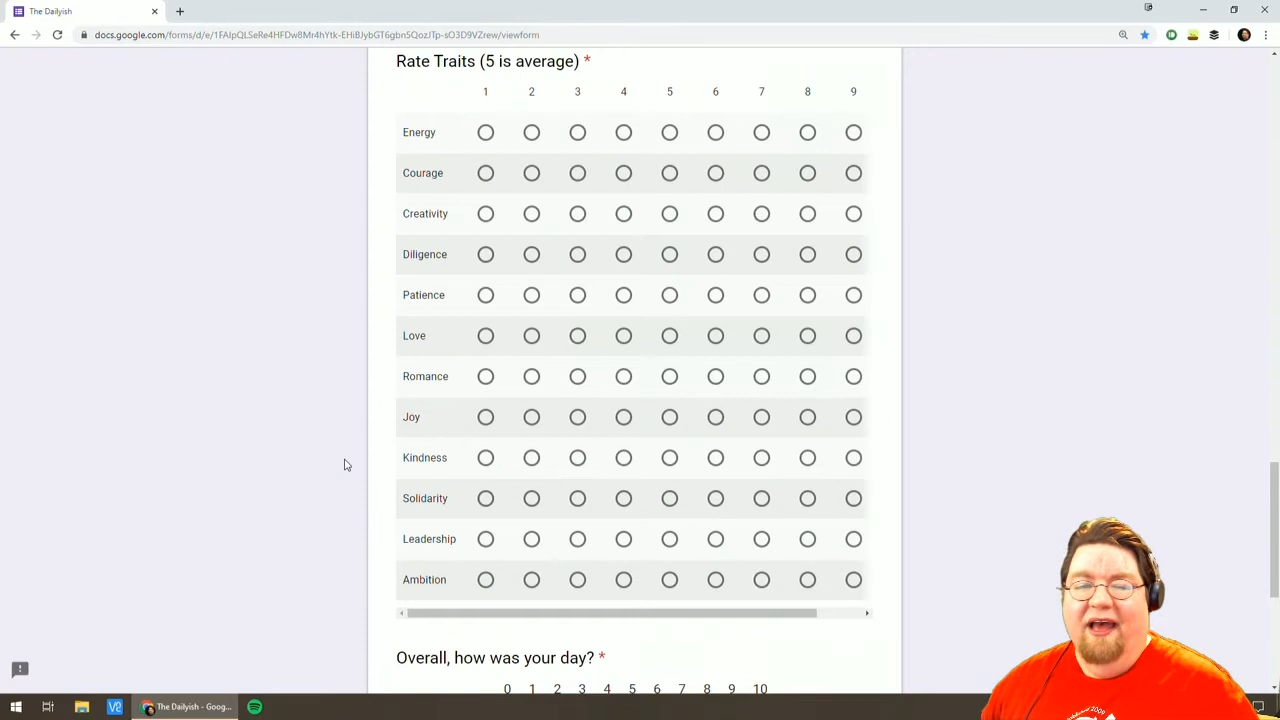 The Dailyish
docs.google.com/forms/d/e/1FAIpQLSeRe4HFDw8Mr4hYtk-EHiBJybGT6gbn5QozJTp-sO3D9VZrew/viewform
Rate Traits (5 is average) *
1 2 3 4 5 6 7 8 9
Energy
Courage
Creativity
Diligence
Patience
Love
Romance
Joy
Kindness
Solidarity
Leadership
Ambition
Overall, how was your day? *
0 1 2 3 4 5 6 7 8 9 10
The Dailyish - Goog...
2009